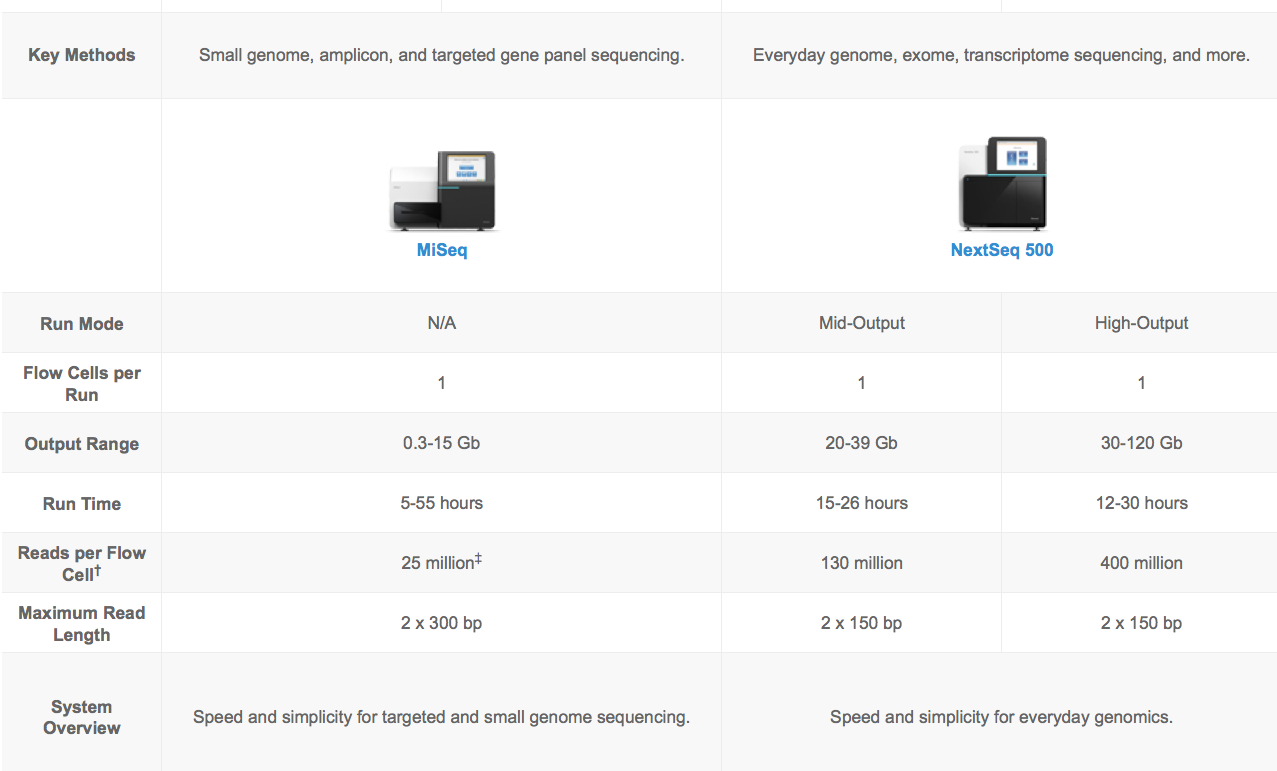 Key Methods
Small genome, amplicon, and targeted gene panel sequencing.
Everyday genome, exome, transcriptome sequencing, and more.
MiSeq
NextSeq 500
Run Mode
N/A
Mid-Output
High-Output
Flow Cells per
Run
1
1
1
Output Range
0.3-15 Gb
20-39 Gb
30-120 Gb
Run Time
5-55 hours
15-26 hours
12-30 hours
Reads per Flow
Cell†
25 million‡
130 million
400 million
Maximum Read
Length
2 x 300 bp
2 x 150 bp
2 x 150 bp
System
Overview
Speed and simplicity for targeted and small genome sequencing.
Speed and simplicity for everyday genomics.